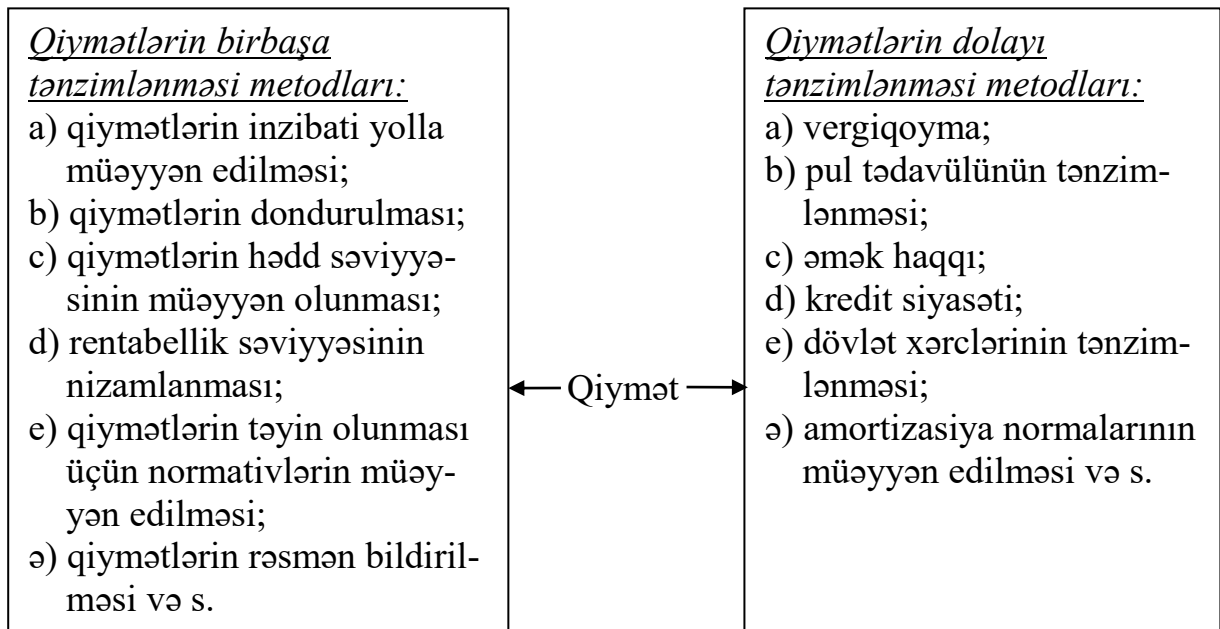 Qiymətlərin birbaşa
tənzimlənməsi metodları:
a) qiymətlərin inzibati yolla
müəyyən edilməsi;
b) qiymətlərin dondurulması;
c) qiymətlərin hədd səviyyə-
sinin müəyyən olunması;
d) rentabellik səviyyəsinin
nizamlanması;
e) qiymətlərin təyin olunması
üçün normativlərin müəy-
yən edilməsi;
ə) qiymətlərin rəsmən bildiril-
məsi və s.
Qiymət
Qiymətlərin dolayı
tənzimlənməsi metodları:
a) vergiqoyma;
b) pul tədavülünün tənzim-
lənməsi;
c) əmək haqqı;
d) kredit siyasəti;
e) dövlət xərclərinin tənzim-
lənməsi;
ə) amortizasiya normalarının
müəyyən edilməsi və s.